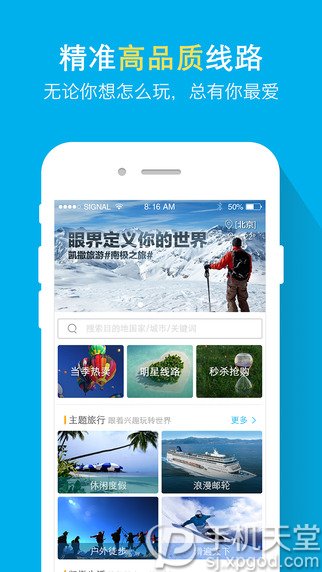 精准高品质线路
无论你想怎么玩，总有你最爱
SIGNAL 8:16 AM 50%
[北京]
眼界定义你的世界
凯撒旅游#南极之旅#
搜索目的地国家/城市/关键词
当季热卖 明星线路 秒杀抢购
主题旅行 跟着兴趣玩转世界 更多 >
休闲度假 浪漫邮轮
户外徒步
手机天堂
sj.xpgod.com